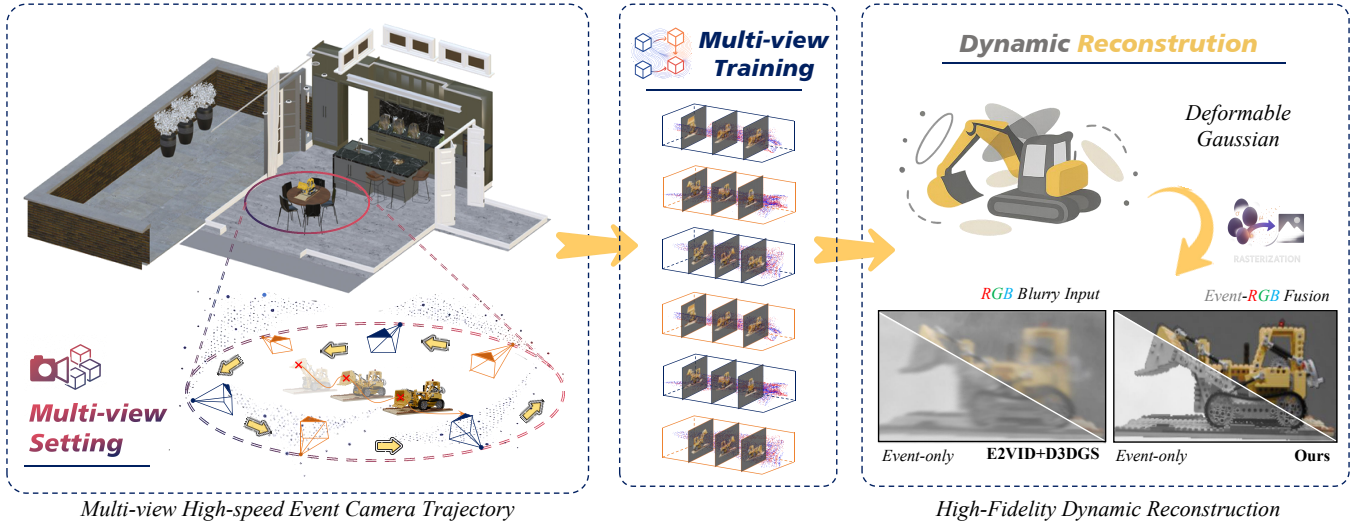 Multi-view
Setting
Multi-view High-speed Event Camera Trajectory
Multi-view
Training
Dynamic Reconstrution
Deformable
Gaussian
RASTERIZATION
RGB Blurry Input
Event-RGB Fusion
Event-only
E2VID+D3DGS
Event-only
Ours
High-Fidelity Dynamic Reconstruction